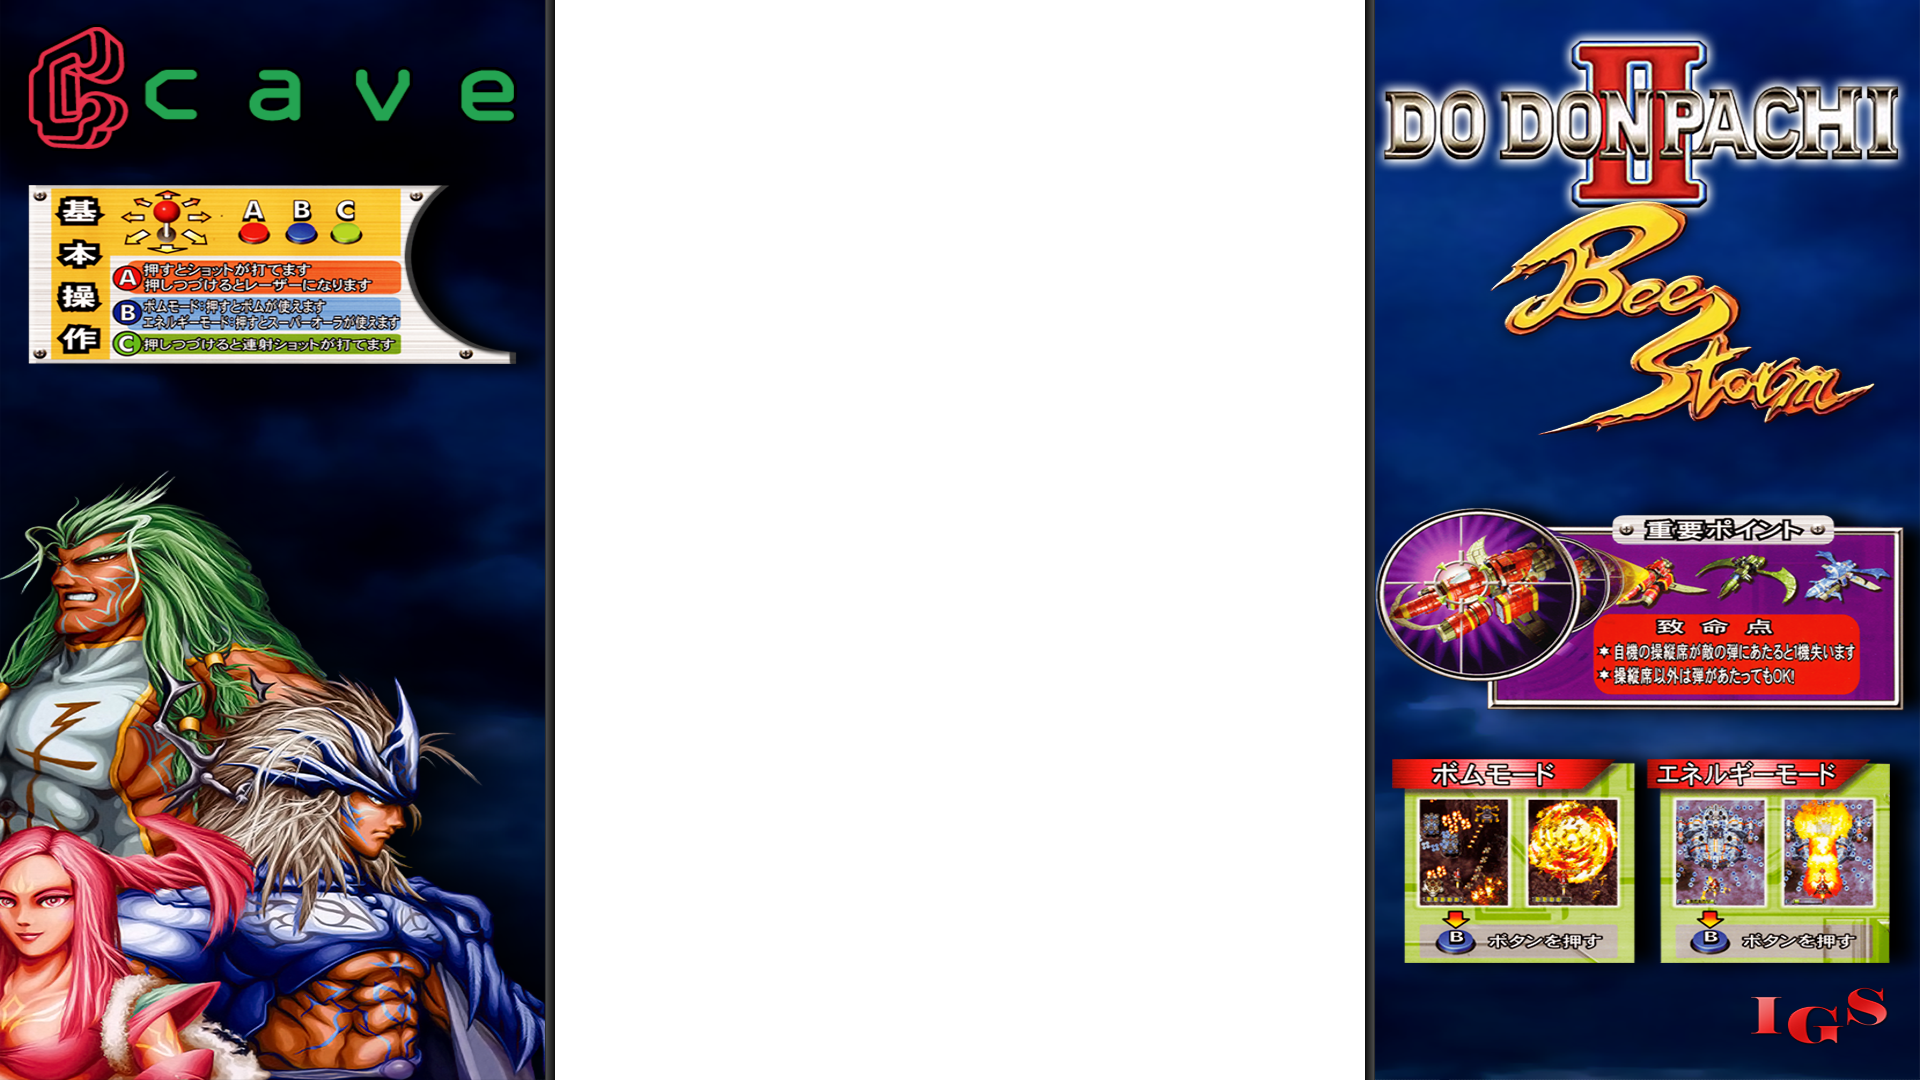 cave
基本操作
A B C
A 押すとショットが打てます
押しつづけるとレーザーになります
B ボムモード:押すとボムが使えます
エネルギーモード:押すとスーパーオーラが使えます
C 押しつづけると連射ショットが打てます
DO DONPACHI
II
Bee
Storm
重要ポイント
致命点
★自機の操縦席が敵の弾にあたると1機失います
★操縦席以外は弾があたってもOK!
ボムモード
B ボタンを押す
エネルギーモード
B ボタンを押す
IGS